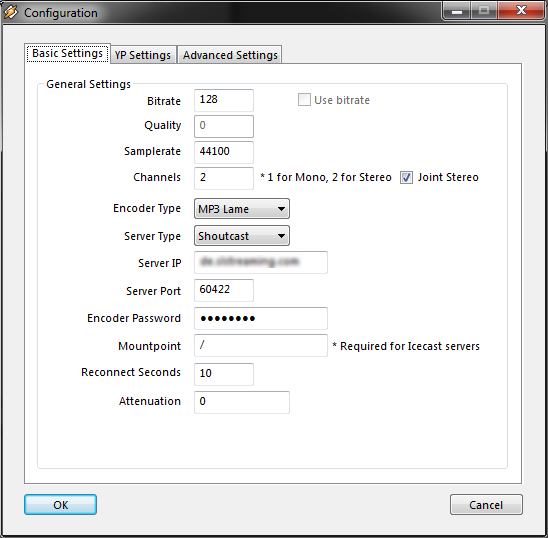 Configuration
Basic Settings YP Settings Advanced Settings
General Settings
Bitrate 128 Use bitrate
Quality 0
Samplerate 44100
Channels 2 * 1 for Mono, 2 for Stereo Joint Stereo
Encoder Type MP3 Lame
Server Type Shoutcast
Server IP
Server Port 60422
Encoder Password ●●●●●●●●
Mountpoint / * Required for Icecast servers
Reconnect Seconds 10
Attenuation 0
OK Cancel